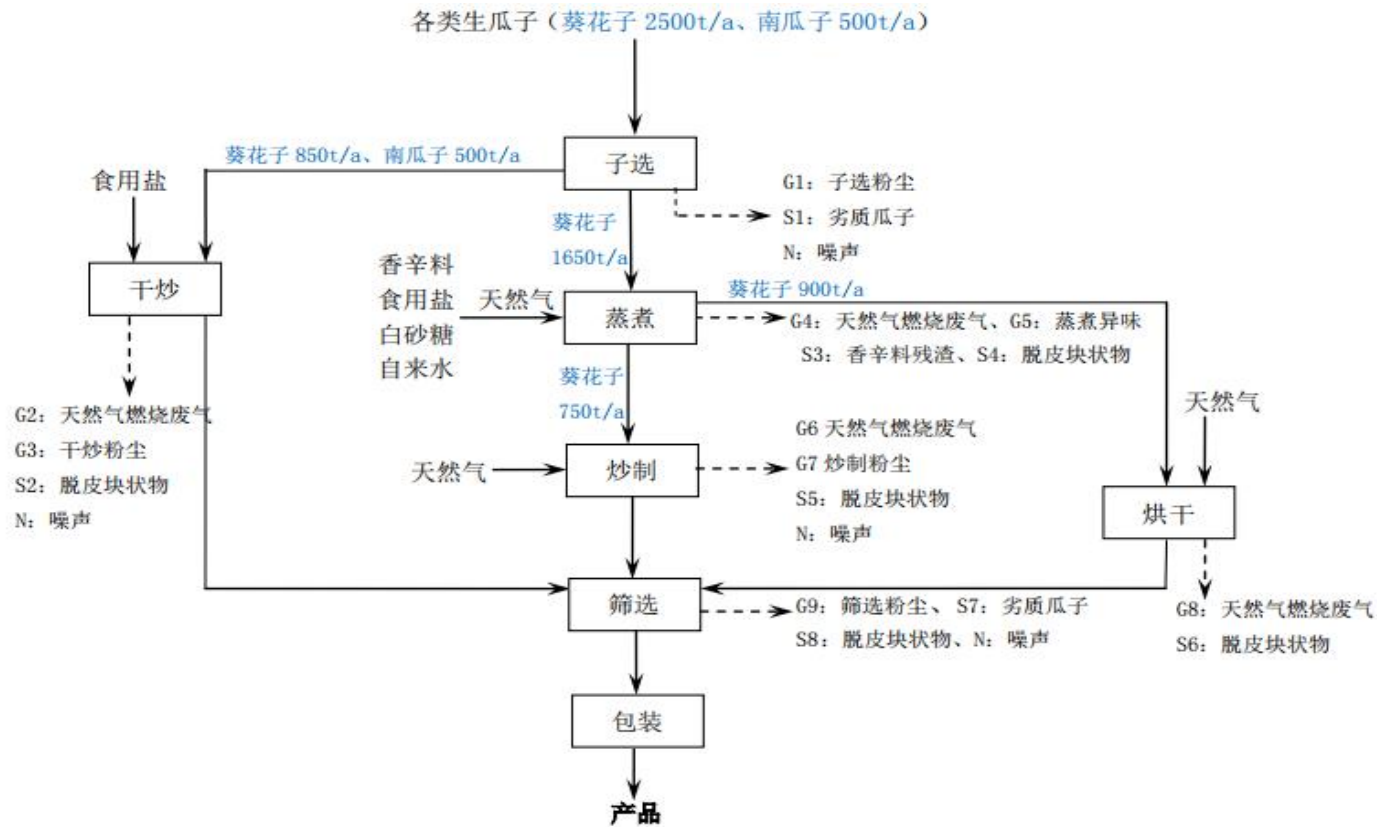 各类生瓜子（葵花子 2500t/a、南瓜子 500t/a）
子选
葵花子 850t/a、南瓜子 500t/a
食用盐
G1: 子选粉尘
S1: 劣质瓜子
N: 噪声
葵花子
1650t/a
干炒
香辛料
食用盐
白砂糖
自来水
天然气
蒸煮
葵花子 900t/a
G4: 天然气燃烧废气、G5: 蒸煮异味
S3: 香辛料残渣、S4: 脱皮块状物
葵花子
750t/a
G2: 天然气燃烧废气
G3: 干炒粉尘
S2: 脱皮块状物
N: 噪声
天然气
炒制
G6 天然气燃烧废气
G7 炒制粉尘
S5: 脱皮块状物
N: 噪声
天然气
烘干
筛选
G9: 筛选粉尘、S7: 劣质瓜子
S8: 脱皮块状物、N: 噪声
G8: 天然气燃烧废气
S6: 脱皮块状物
包装
产品